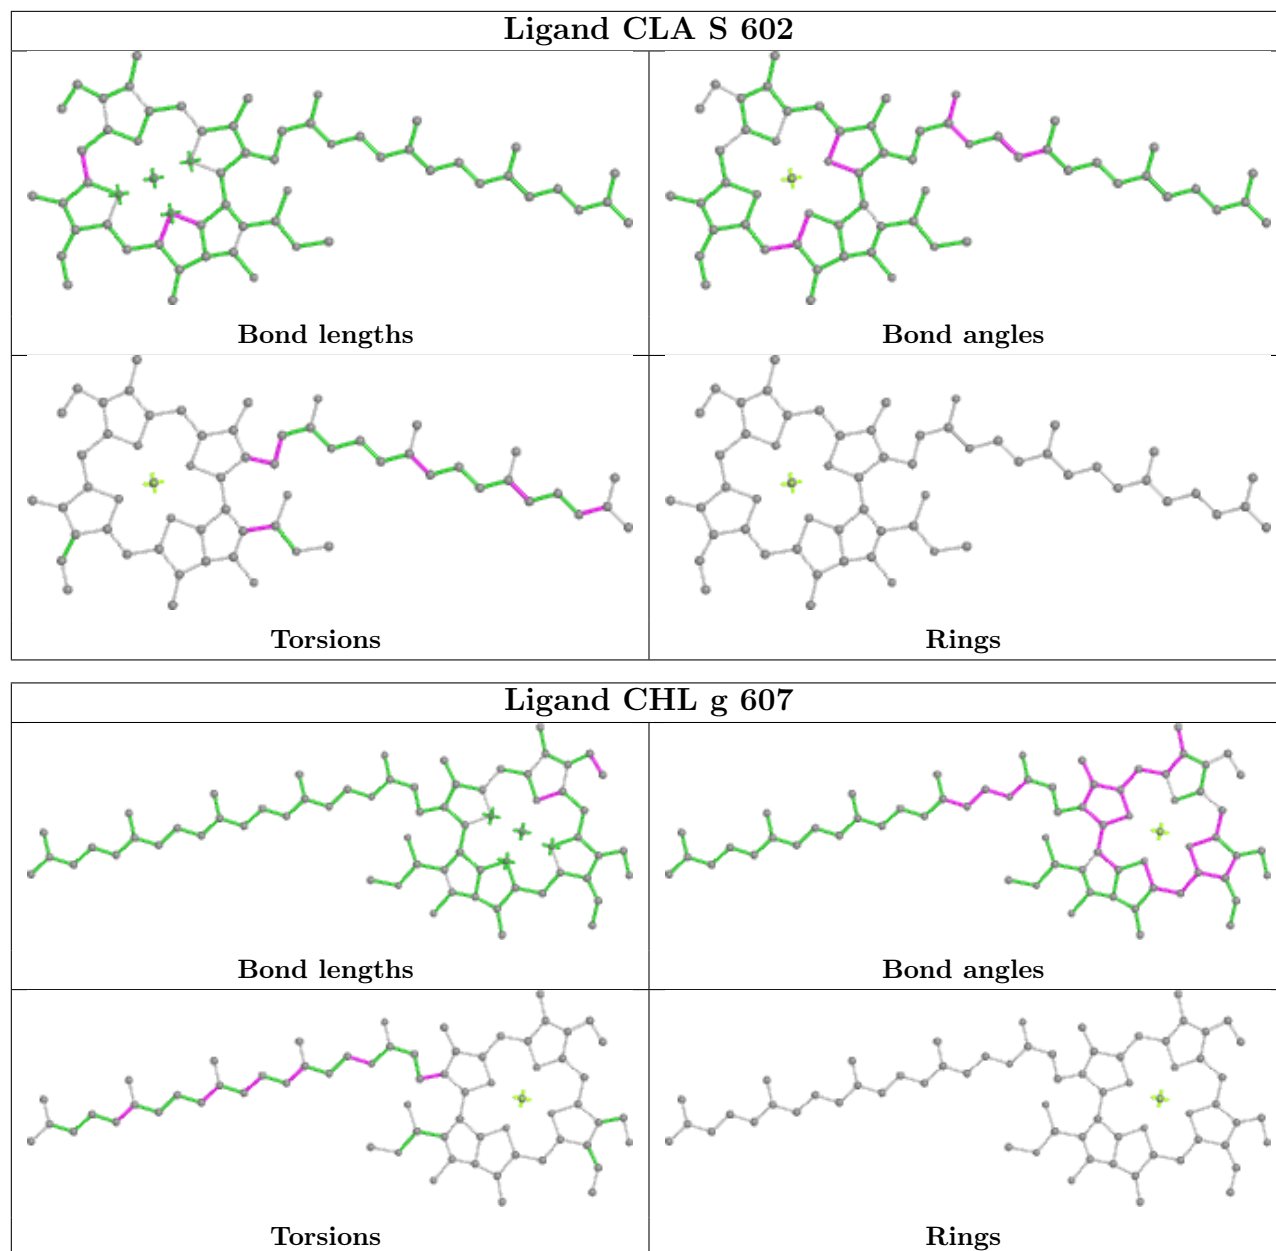 Ligand CLA S 602
Bond lengths
Bond angles
Torsions
Rings
Ligand CHL g 607
Bond lengths
Bond angles
Torsions
Rings